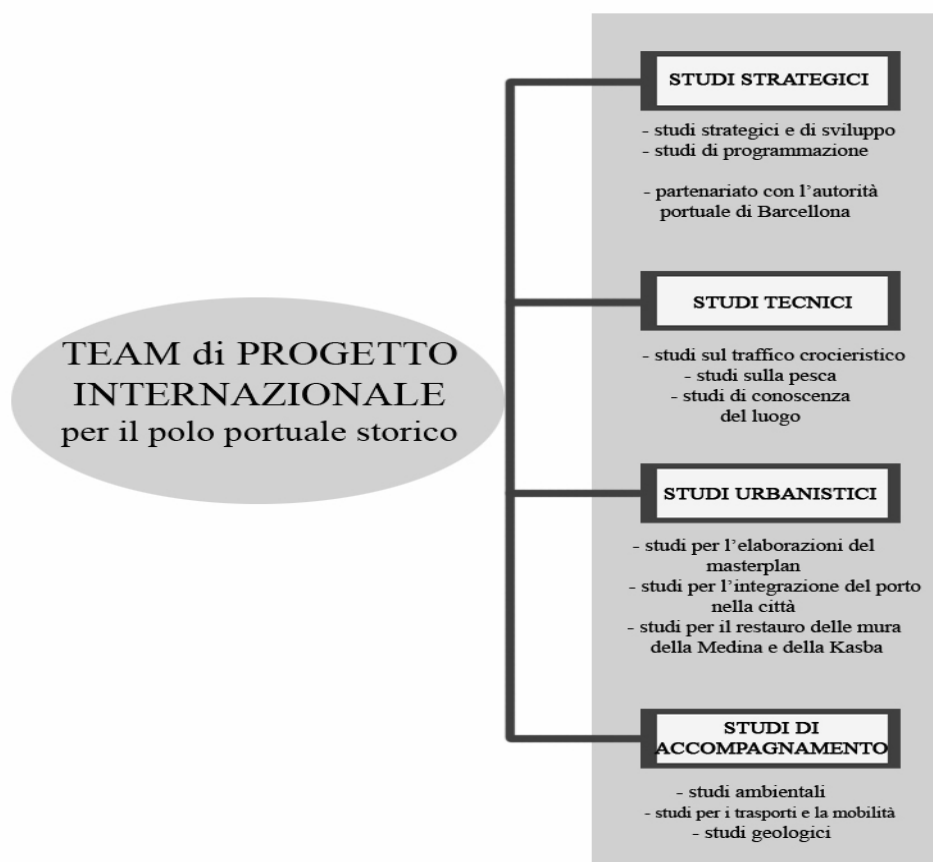 TEAM di PROGETTO
INTERNAZIONALE
per il polo portuale storico
STUDI STRATEGICI
- studi strategici e di sviluppo
- studi di programmazione
- partenariato con l’autorità
portuale di Barcellona
STUDI TECNICI
- studi sul traffico crocieristico
- studi sulla pesca
- studi di conoscenza
del luogo
STUDI URBANISTICI
- studi per l’elaborazioni del
masterplan
- studi per l’integrazione del porto
nella città
- studi per il restauro delle mura
della Medina e della Kasba
STUDI DI
ACCOMPAGNAMENTO
- studi ambientali
- studi per i trasporti e la mobilità
- studi geologici